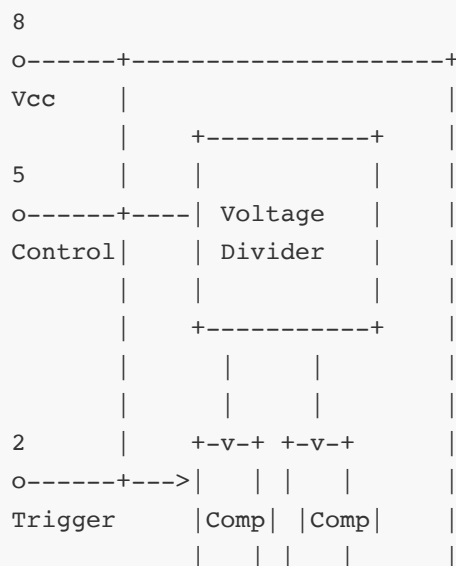 8
o------+----------------------+
Vcc    |                      |
       |    +-----------+     |
5      |    |           |     |
o------+----| Voltage   |     |
Control|    | Divider   |     |
       |    |           |     |
       |    +-----------+     |
       |      |     |         |
       |      |     |         |
2      |    +-v-+ +-v-+       |
o------+--->|   | |   |       |
Trigger     |Comp| |Comp|     |
            |   | |   |       |